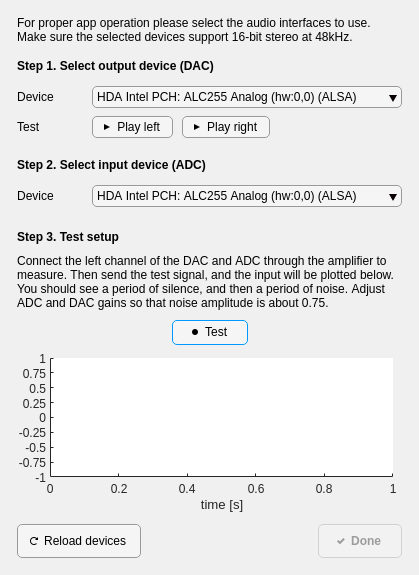 For proper app operation please select the audio interfaces to use.
Make sure the selected devices support 16-bit stereo at 48kHz.
Step 1. Select output device (DAC)
Device
HDA Intel PCH: ALC255 Analog (hw:0,0) (ALSA)
Test
Play left
Play right
Step 2. Select input device (ADC)
Device
HDA Intel PCH: ALC255 Analog (hw:0,0) (ALSA)
Step 3. Test setup
Connect the left channel of the DAC and ADC through the amplifier to
measure. Then send the test signal, and the input will be plotted below.
You should see a period of silence, and then a period of noise. Adjust
ADC and DAC gains so that noise amplitude is about 0.75.
Test
1
0.75
0.5
0.25
0
-0.25
-0.5
-0.75
-1
0 0.2 0.4 0.6 0.8 1
time [s]
Reload devices
Done